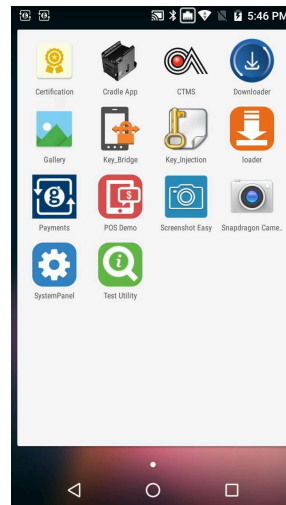 5:46 PM
Certification
Cradle App
CTMS
Downloader
Gallery
Key_Bridge
Key_Injection
loader
Payments
POS Demo
Screenshot Easy
Snapdragon Came..
SystemPanel
Test Utility